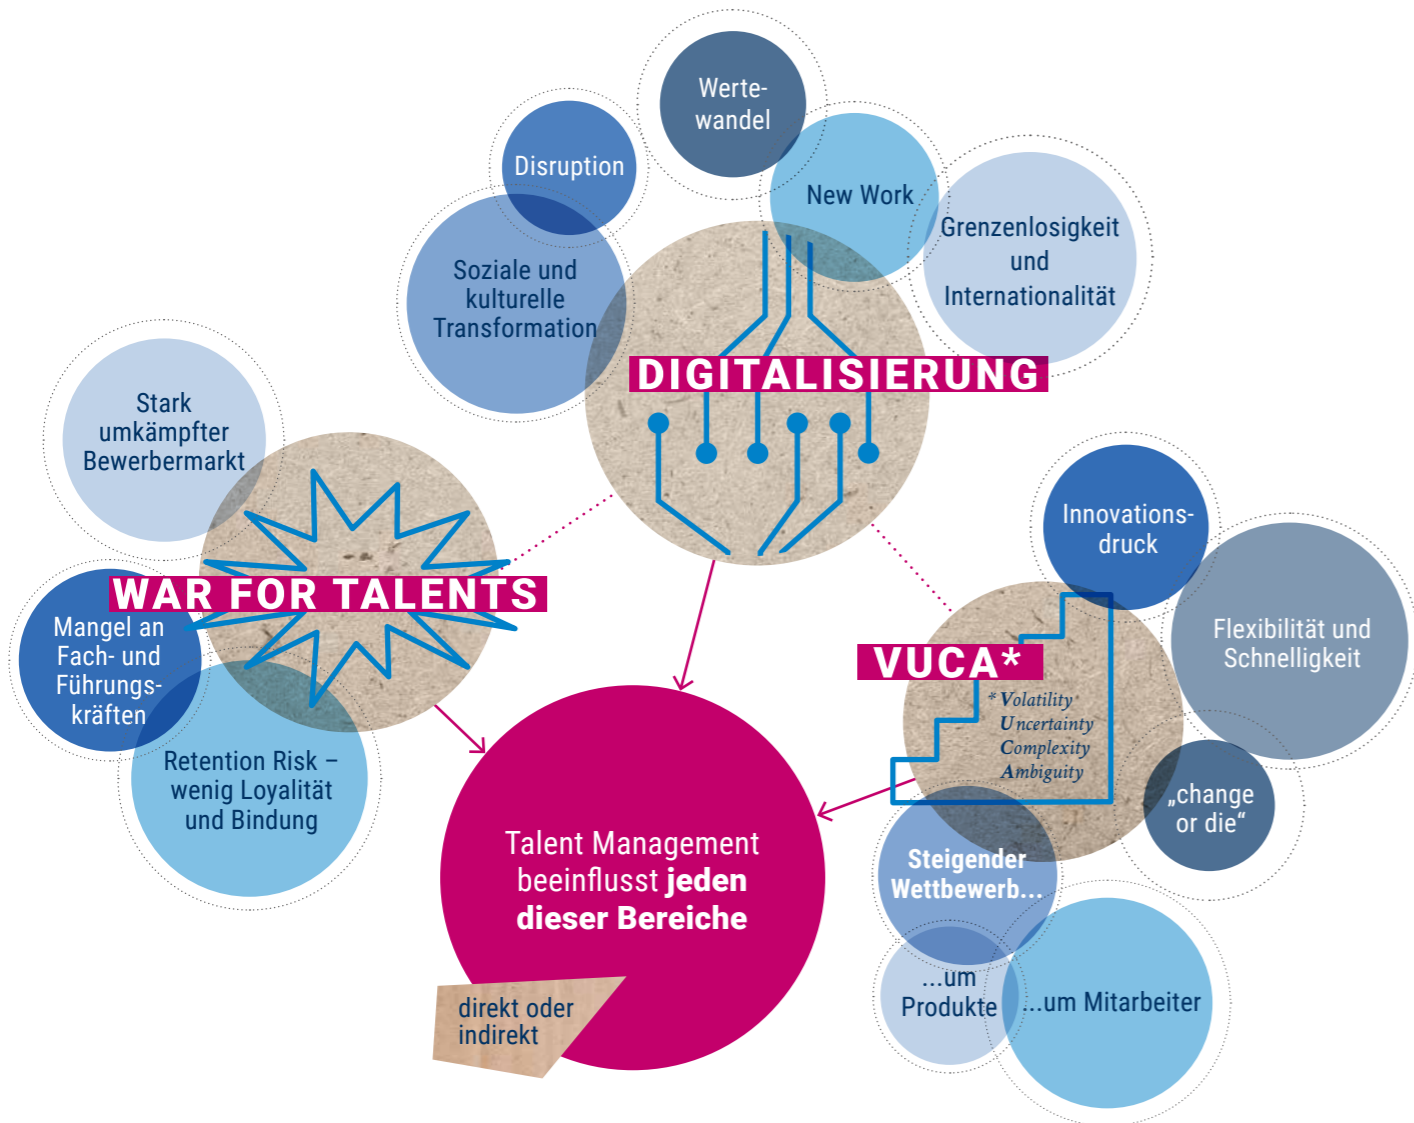 Werte-
wandel
Disruption
New Work
Grenzenlosigkeit
und
Internationalität
Soziale und
kulturelle
Transformation
DIGITALISIERUNG
Stark
umkämpfter
Bewerbermarkt
WAR FOR TALENTS
Mangel an
Fach- und
Führungs-
kräften
Retention Risk –
wenig Loyalität
und Bindung
Innovations-
druck
Flexibilität und
Schnelligkeit
VUCA*
* Volatility
Uncertainty
Complexity
Ambiguity
„change
or die“
Steigender
Wettbewerb...
...um
Produkte
...um Mitarbeiter
Talent Management
beeinflusst jeden
dieser Bereiche
direkt oder
indirekt